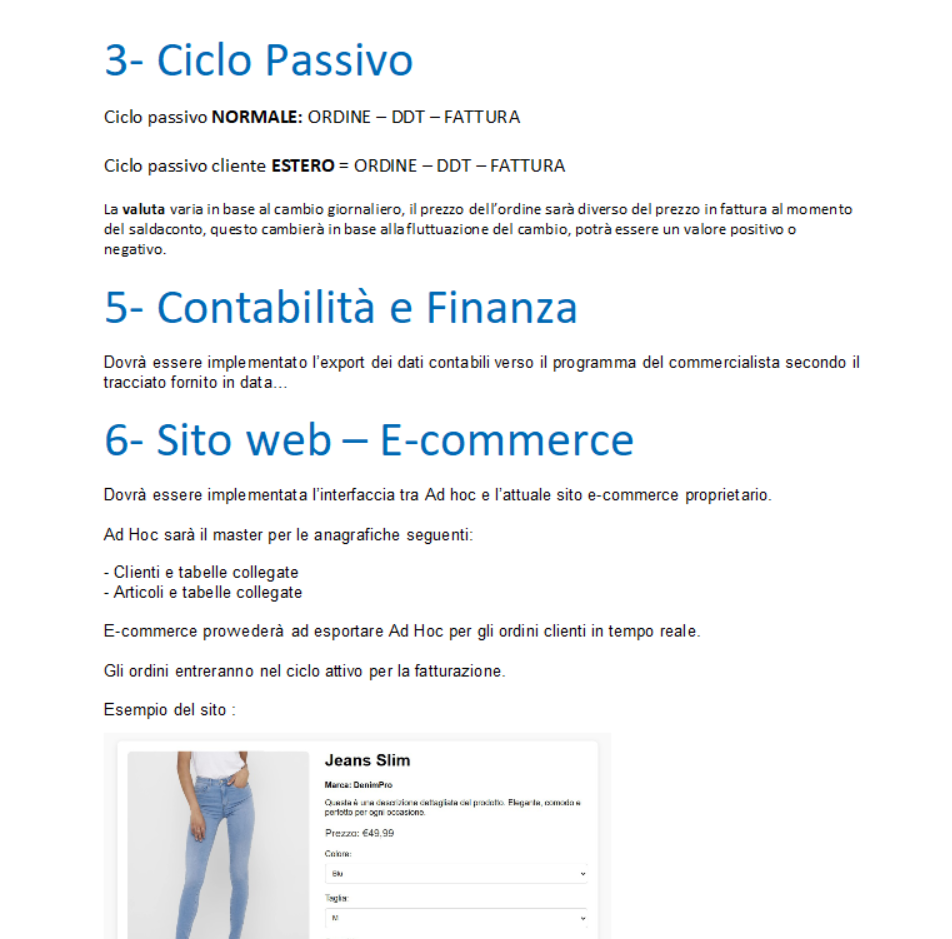 3- Ciclo Passivo
Ciclo passivo NORMALE: ORDINE – DDT – FATTURA
Ciclo passivo cliente ESTERO = ORDINE – DDT – FATTURA
La valuta varia in base al cambio giornaliero, il prezzo dell'ordine sarà diverso del prezzo in fattura al momento
del saldaconto, questo cambierà in base alla fluttuazione del cambio, potrà essere un valore positivo o
negativo.
5- Contabilità e Finanza
Dovrà essere implementato l'export dei dati contabili verso il programma del commercialista secondo il
tracciato fornito in data…
6- Sito web – E-commerce
Dovrà essere implementata l'interfaccia tra Ad hoc e l'attuale sito e-commerce proprietario.
Ad Hoc sarà il master per le anagrafiche seguenti:
- Clienti e tabelle collegate
- Articoli e tabelle collegate
E-commerce provvederà ad esportare Ad Hoc per gli ordini clienti in tempo reale.
Gli ordini entreranno nel ciclo attivo per la fatturazione.
Esempio del sito :
Jeans Slim
Marca: DenimPro
Questa è una descrizione dettagliata del prodotto. Elegante, comodo e
perfetto per ogni occasione.
Prezzo: €49,99
Colore:
Blu
Taglia:
M